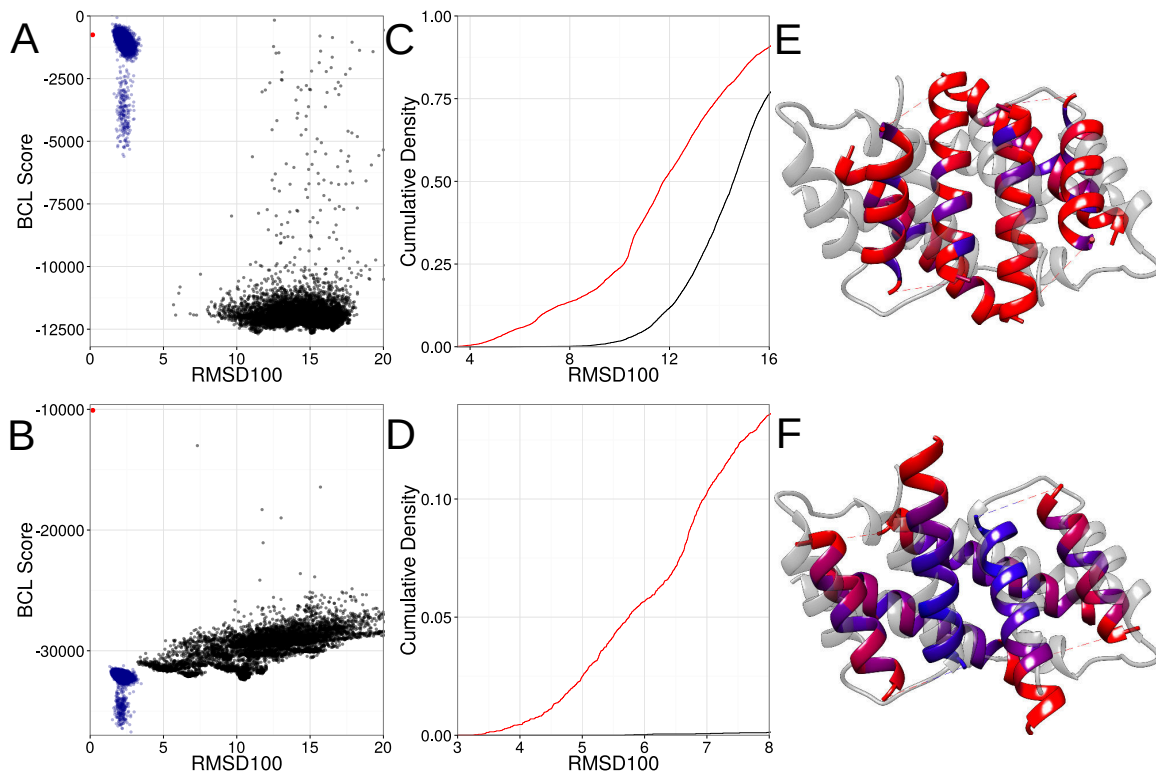 A
BCL Score
0
-2500
-5000
-7500
-10000
-12500
0 5 10 15 20
RMSD100
C
Cumulative Density
1.00
0.75
0.50
0.25
0.00
4 8 12 16
RMSD100
E
B
BCL Score
-10000
-20000
-30000
0 5 10 15 20
RMSD100
D
Cumulative Density
0.10
0.05
0.00
3 4 5 6 7 8
RMSD100
F